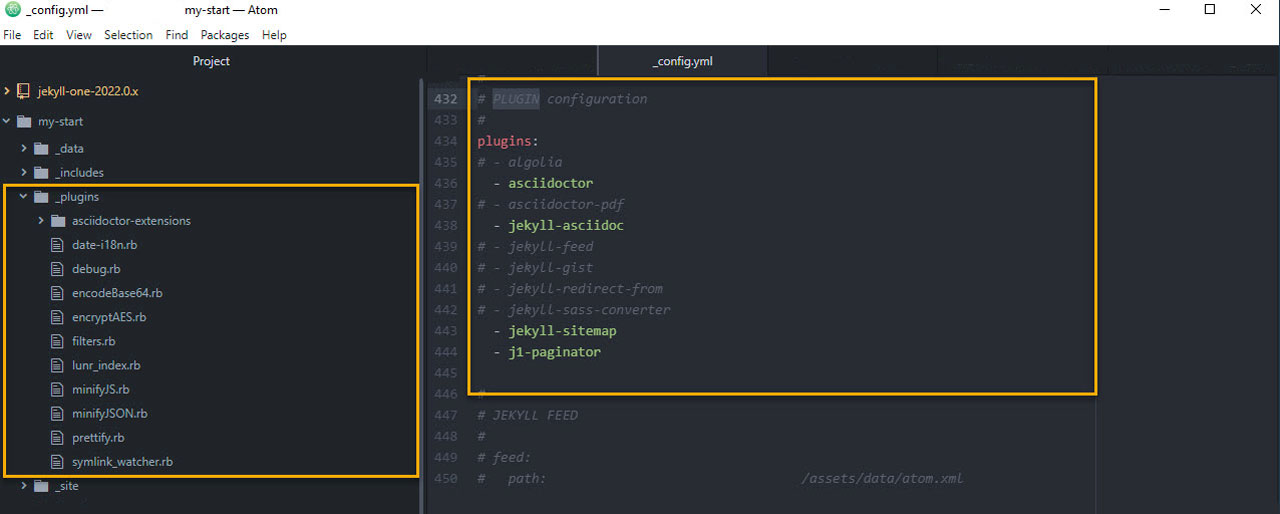 _config.yml — my-start — Atom
File Edit View Selection Find Packages Help
Project
jekyll-one-2022.0.x
my-start
_data
_includes
_plugins
asciidoctor-extensions
date-i18n.rb
debug.rb
encodeBase64.rb
encryptAES.rb
filters.rb
lunr_index.rb
minifyJS.rb
minifyJSON.rb
prettify.rb
symlink_watcher.rb
_site
_config.yml
#
432 # PLUGIN configuration
433 #
434 plugins:
435 # - algolia
436 - asciidoctor
437 # - asciidoctor-pdf
438 - jekyll-asciidoc
439 # - jekyll-feed
440 # - jekyll-gist
441 # - jekyll-redirect-from
442 # - jekyll-sass-converter
443 - jekyll-sitemap
444 - j1-paginator
445
446 #
447 # JEKYLL FEED
448 #
449 # feed:
450 # path: /assets/data/atom.xml